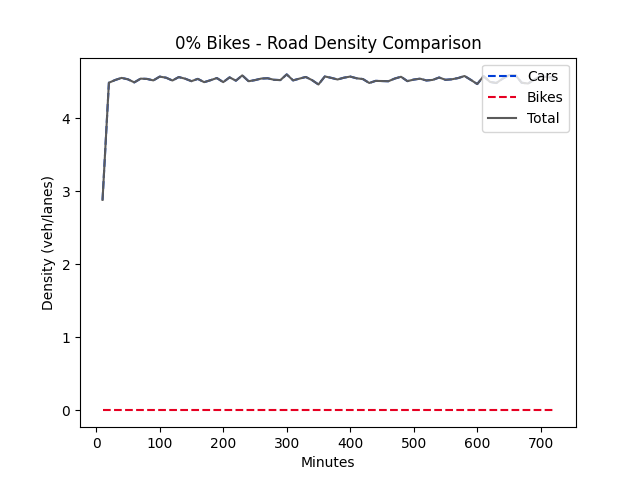 0% Bikes - Road Density Comparison
Cars
Bikes
Total
Density (veh/lanes)
4
3
2
1
0
0 100 200 300 400 500 600 700
Minutes